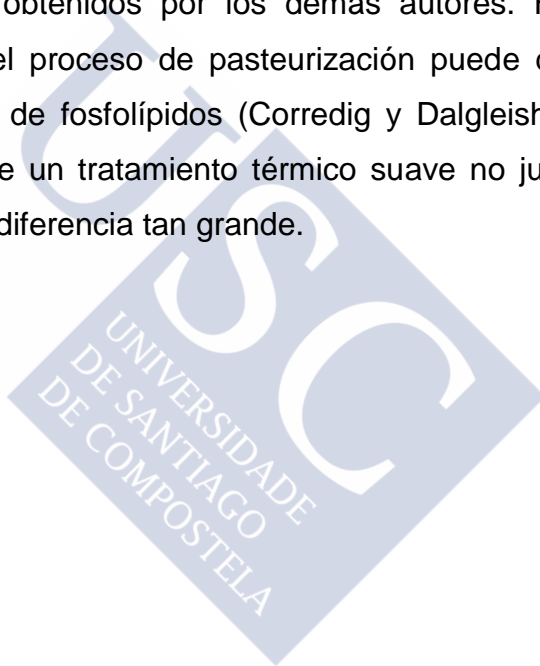 obtenidos por los demás autores.
el proceso de pasteurización puede
de fosfolípidos (Corredig y Dalgleish
un tratamiento térmico suave no
diferencia tan grande.
USC
UNIVERSIDADE
DE SANTIAGO
DE COMPOSTELA